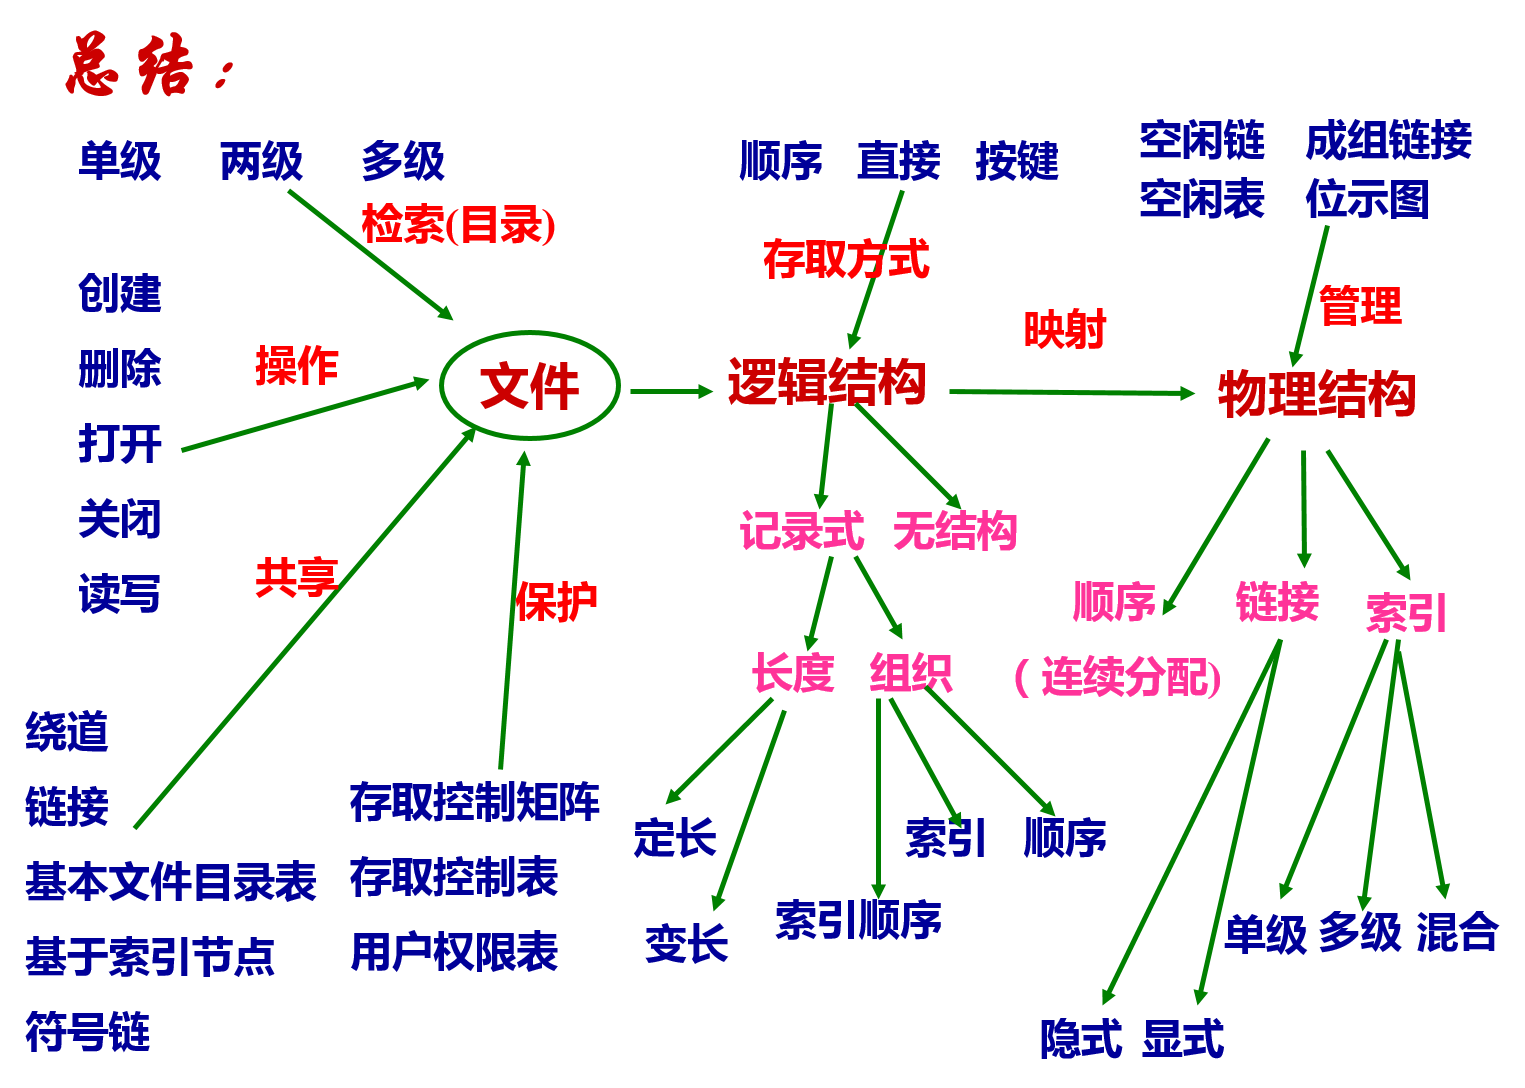 总结：
单级 两级 多级
检索(目录)
顺序 直接 按键
存取方式
空闲链 成组链接
空闲表 位示图
管理
创建
删除
打开
关闭
读写
操作
文件
逻辑结构
映射
物理结构
共享
保护
记录式 无结构
顺序 链接 索引
（连续分配)
长度 组织
绕道
链接
基本文件目录表
基于索引节点
符号链
存取控制矩阵
存取控制表
用户权限表
定长
变长
索引 顺序
索引顺序
单级 多级 混合
隐式 显式